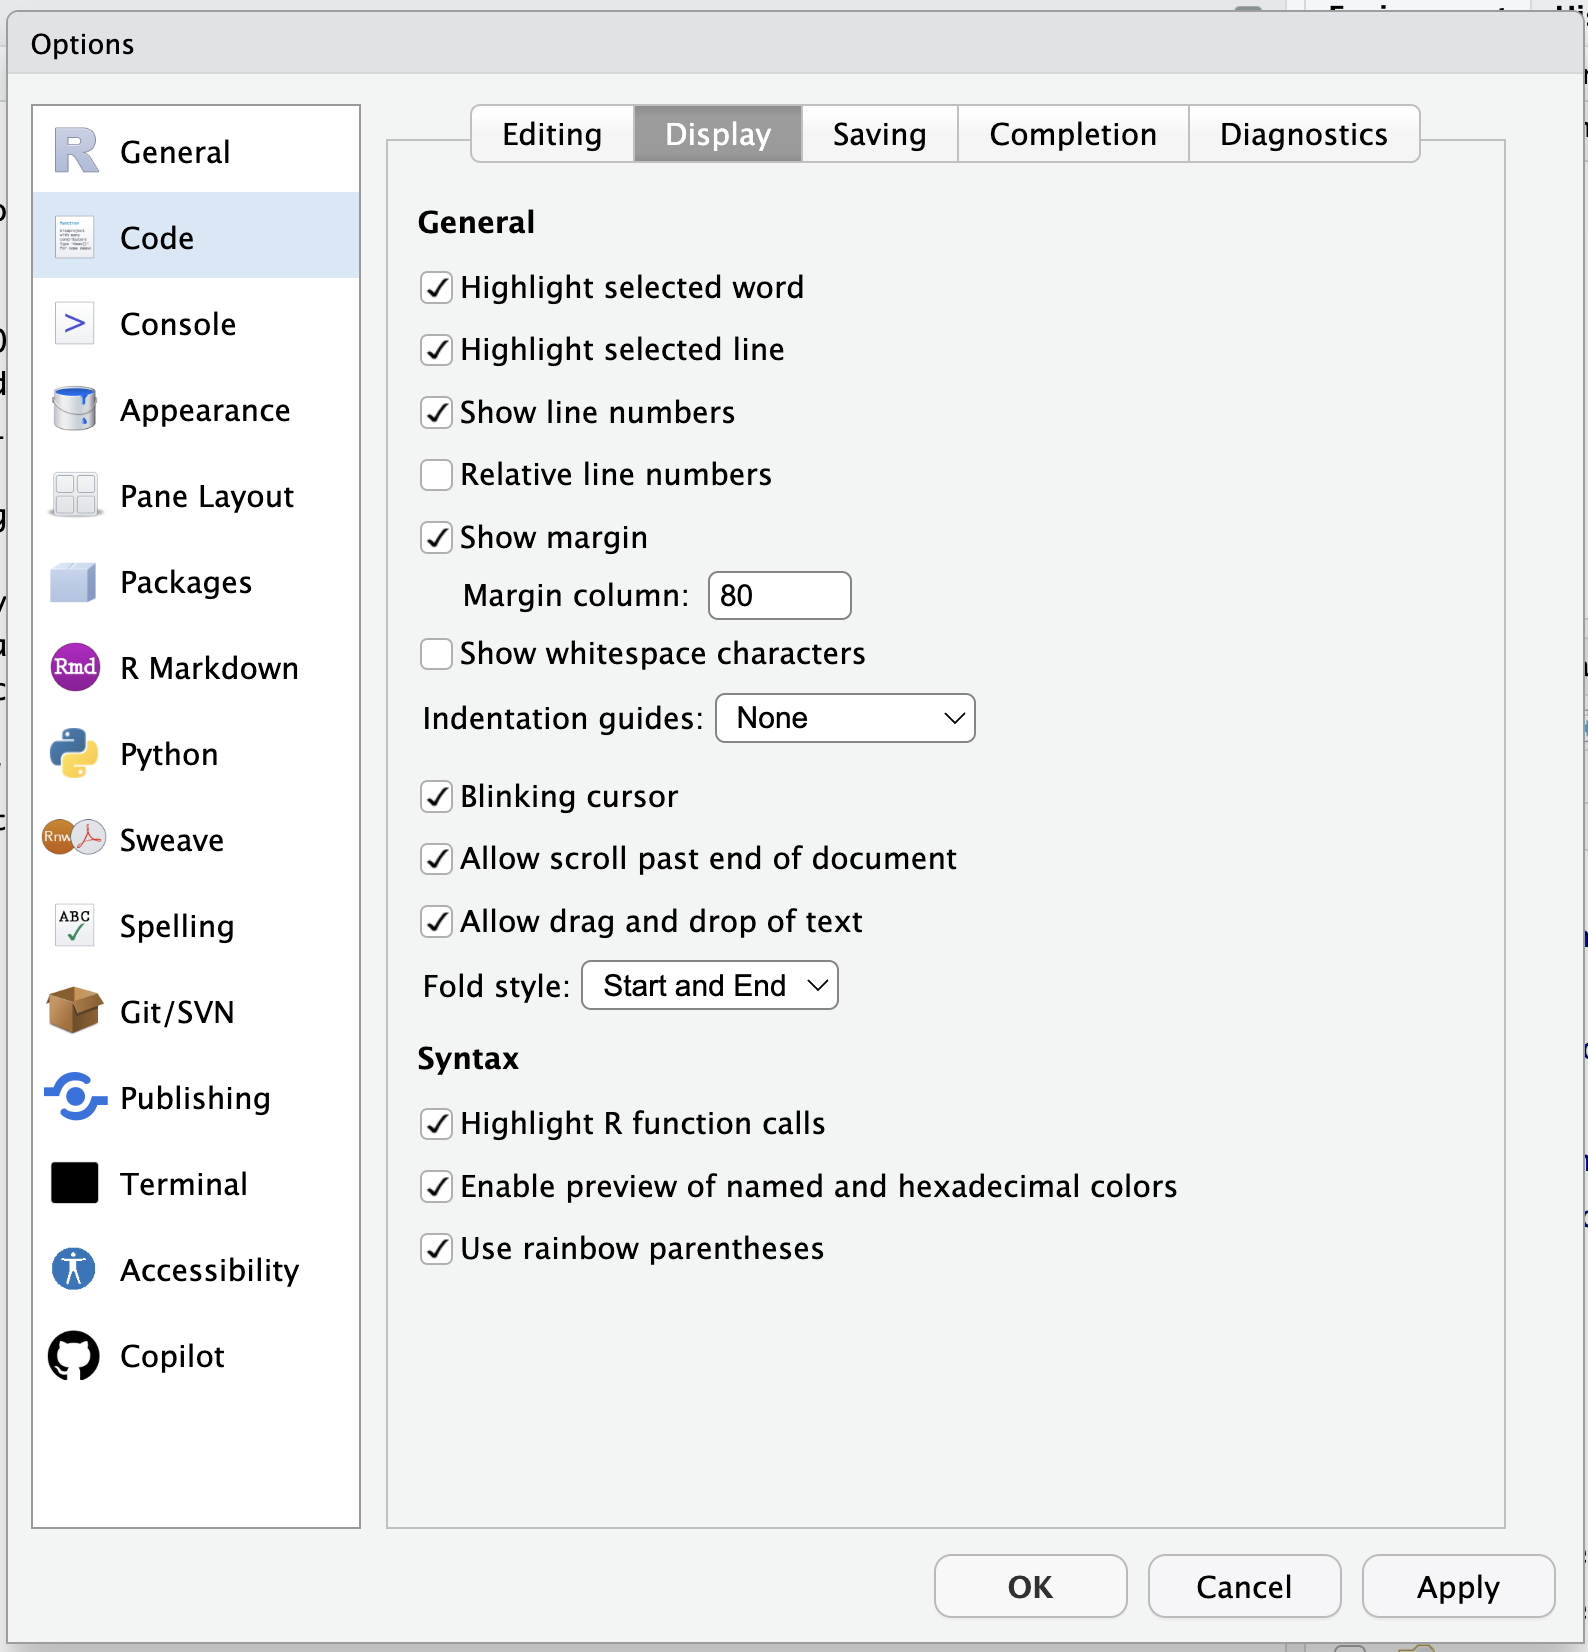 Options
General
Code
Console
Appearance
Pane Layout
Packages
Rmd R Markdown
Python
Rnw Sweave
ABC Spelling
Git/SVN
Publishing
Terminal
Accessibility
Copilot
Editing Display Saving Completion Diagnostics
General
Highlight selected word
Highlight selected line
Show line numbers
Relative line numbers
Show margin
Margin column: 80
Show whitespace characters
Indentation guides: None
Blinking cursor
Allow scroll past end of document
Allow drag and drop of text
Fold style: Start and End
Syntax
Highlight R function calls
Enable preview of named and hexadecimal colors
Use rainbow parentheses
OK Cancel Apply